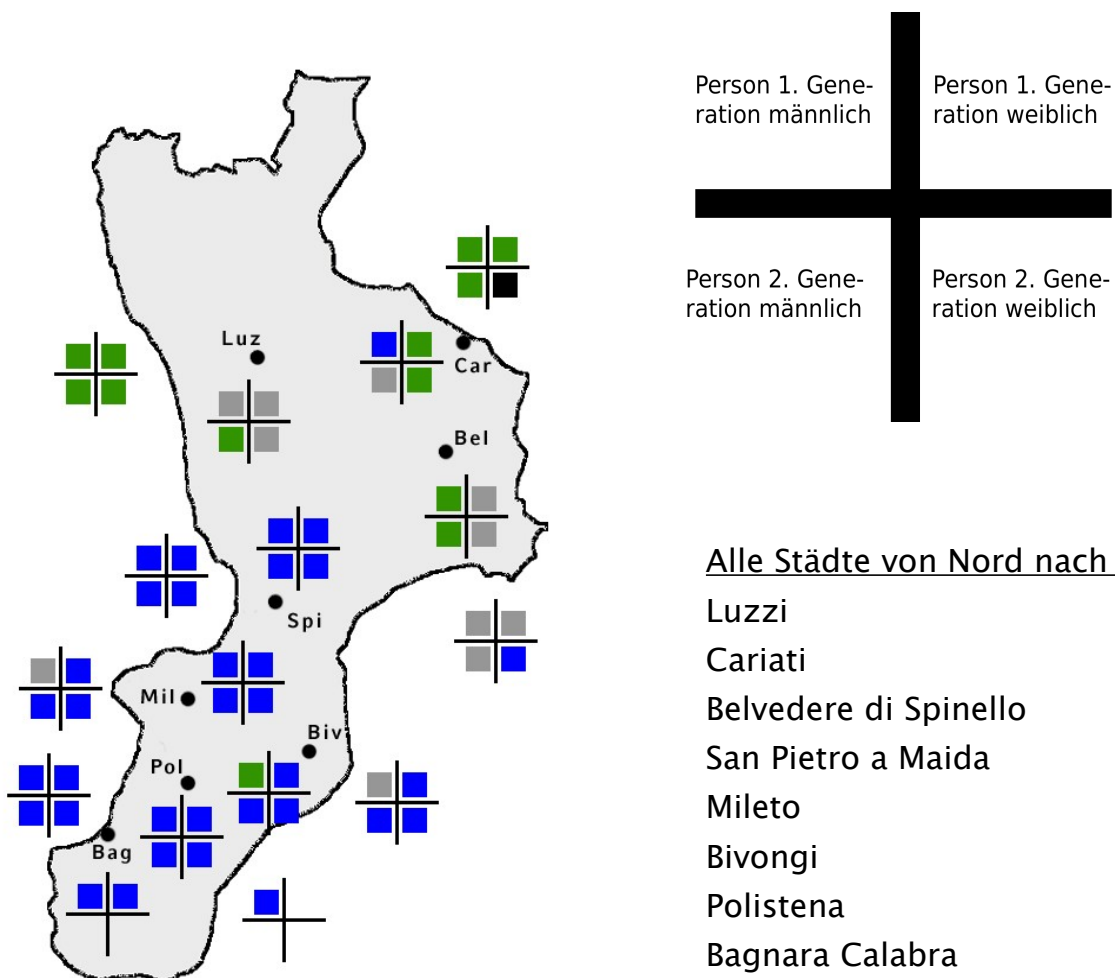 Person 1. Gene-
ration männlich
Person 1. Gene-
ration weiblich
Person 2. Gene-
ration männlich
Person 2. Gene-
ration weiblich
Luz
Car
Bel
Spi
Mil
Biv
Pol
Bag
Alle Städte von Nord nach
Luzzi
Cariati
Belvedere di Spinello
San Pietro a Maida
Mileto
Bivongi
Polistena
Bagnara Calabra